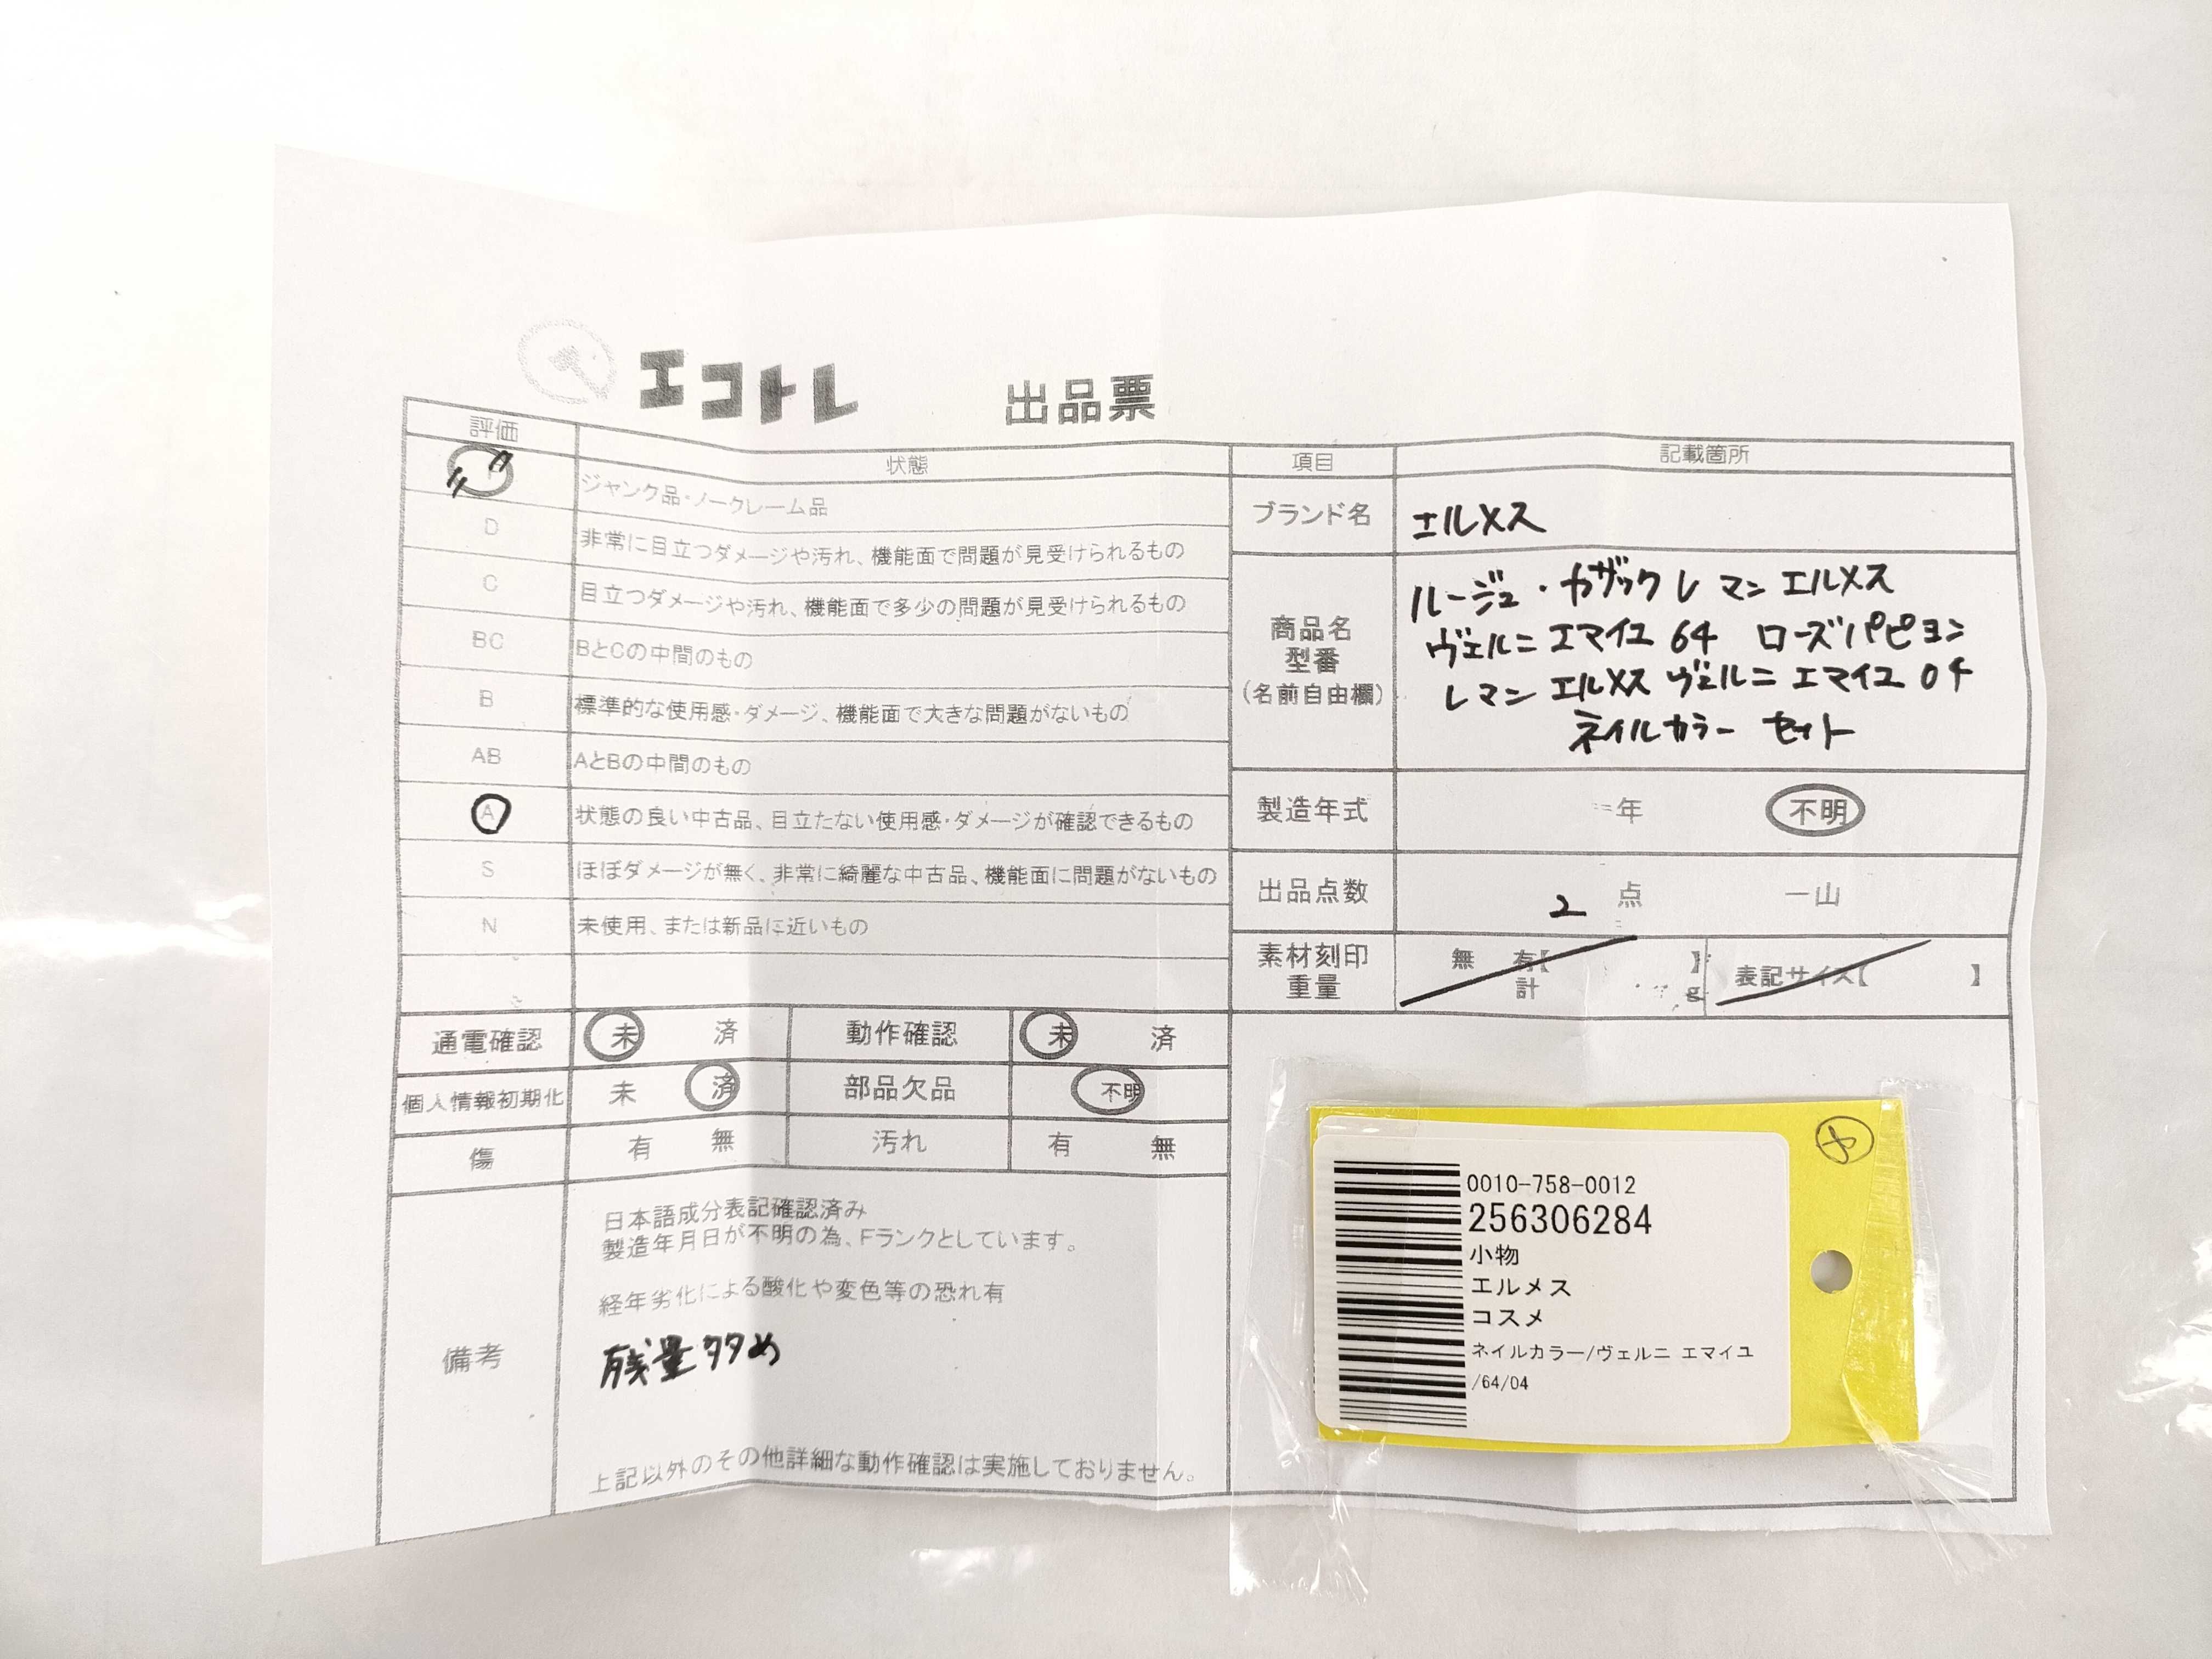 エコトレ 出品票
評価 状態
ジャンク品・ノークレーム品
D 非常に目立つダメージや汚れ、機能面で問題が見受けられるもの
C 目立つダメージや汚れ、機能面で多少の問題が見受けられるもの
BC BとCの中間のもの
B 標準的な使用感・ダメージ、機能面で大きな問題がないもの
AB AとBの中間のもの
A 状態の良い中古品、目立たない使用感・ダメージが確認できるもの
S ほぼダメージが無く、非常に綺麗な中古品、機能面に問題がないもの
N 未使用、または新品に近いもの
通電確認 未 済 動作確認 未 済
個人情報初期化 未 済 部品欠品 不明
傷 有 無 汚れ 有 無
備考
日本語成分表記確認済み
製造年月日が不明の為、Fランクとしています。
経年劣化による酸化や変色等の恐れ有
残量多め
上記以外のその他詳細な動作確認は実施しておりません。
項目 記載箇所
ブランド名 エルメス
商品名
型番
(名前自由欄)
ルージュ・カザック レ マン エルメス
ヴェルニ エマイユ 64 ローズパピヨン
レマン エルメス ヴェルニ エマイユ 04
ネイルカラー セット
製造年式 年 不明
出品点数 2 点 一山
素材刻印 無 有【 】 表記サイズ【 】
重量 計 g
ヤ
0010-758-0012
256306284
小物
エルメス
コスメ
ネイルカラー/ヴェルニ エマイユ
/64/04